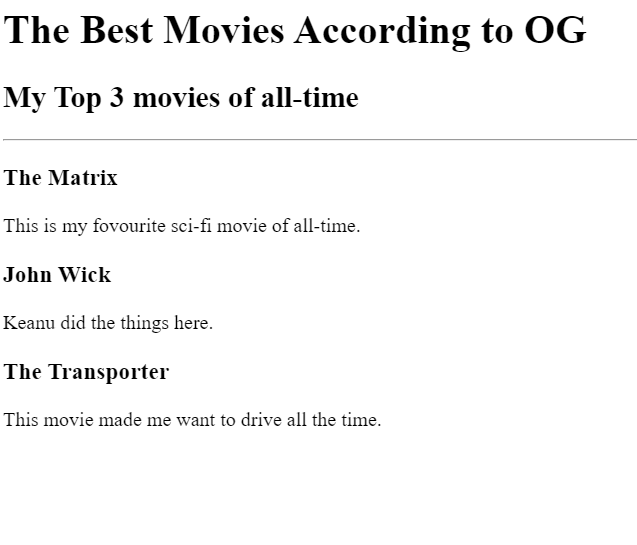 The Best Movies According to OG
My Top 3 movies of all-time
The Matrix
This is my fovourite sci-fi movie of all-time.
John Wick
Keanu did the things here.
The Transporter
This movie made me want to drive all the time.